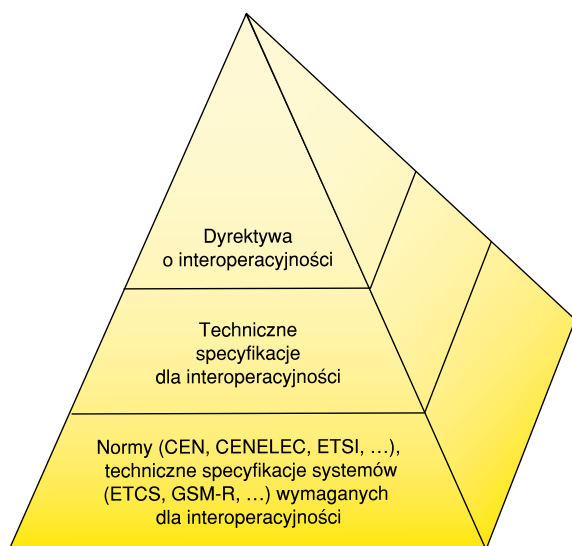 Dyrektywa
o interoperacyjności
Techniczne
specyfikacje
dla interoperacyjności
Normy (CEN, CENELEC, ETSI, ...),
techniczne specyfikacje systemów
(ETCS, GSM-R, ...) wymaganych
dla interoperacyjności